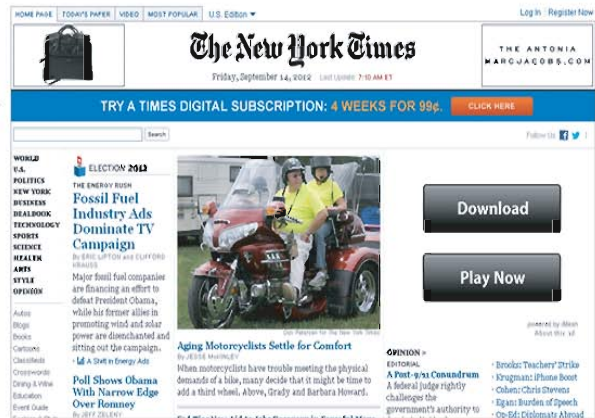 HOME PAGE TODAY'S PAPER VIDEO MOST POPULAR U.S. Edition
Log In Register Now
The New York Times
Friday, September 14, 2012 Last Update: 7:10 AM ET
THE ANTONIA
MARCJACOBS.COM
TRY A TIMES DIGITAL SUBSCRIPTION: 4 WEEKS FOR 99¢. CLICK HERE
Search
Follow Us
WORLD
U.S.
POLITICS
NEW YORK
BUSINESS
DEALBOOK
TECHNOLOGY
SPORTS
SCIENCE
HEALTH
ARTS
STYLE
OPINION
Autos
Blogs
Books
Cartoons
Classifieds
Crosswords
Dining & Wine
Education
Event Guide
ELECTION 2012
THE ENERGY RUSH
Fossil Fuel
Industry Ads
Dominate TV
Campaign
By ERIC LIPTON and CLIFFORD
KRAUSS
Major fossil fuel companies
are financing an effort to
defeat President Obama,
while his former allies in
promoting wind and solar
power are disenchanted and
sitting out the campaign.
A Shift in Energy Ads
Poll Shows Obama
With Narrow Edge
Over Romney
By JEFF ZELENY
for The New York Times
Aging Motorcyclists Settle for Comfort
By JESSE McKINLEY
When motorcyclists have trouble meeting the physical
demands of a bike, many decide that it might be time to
add a third wheel. Above, Grady and Barbara Howard.
Download
Play Now
powered by
About this ad
OPINION »
EDITORIAL
A Post-9/11 Conundrum
A federal judge rightly
challenges the
government's authority to
Brooks: Teachers' Strike
Krugman: iPhone Boost
Cohen: Chris Stevens
Egan: Burden of Speech
Op-Ed: Diplomats Abroad